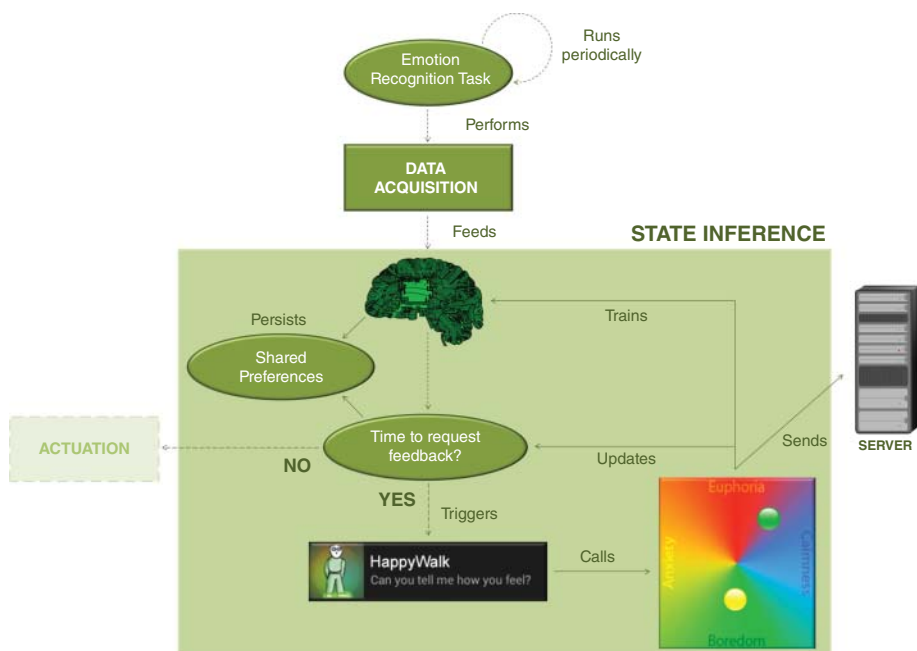 Runs
periodically
Emotion
Recognition Task
Performs
DATA
ACQUISITION
Feeds
STATE INFERENCE
Trains
Persists
Shared
Preferences
Time to request
feedback?
ACTUATION
NO
YES
Updates
Sends
SERVER
Triggers
HappyWalk
Can you tell me how you feel?
Calls
Euphoria
Anxiety
Calmness
Boredom